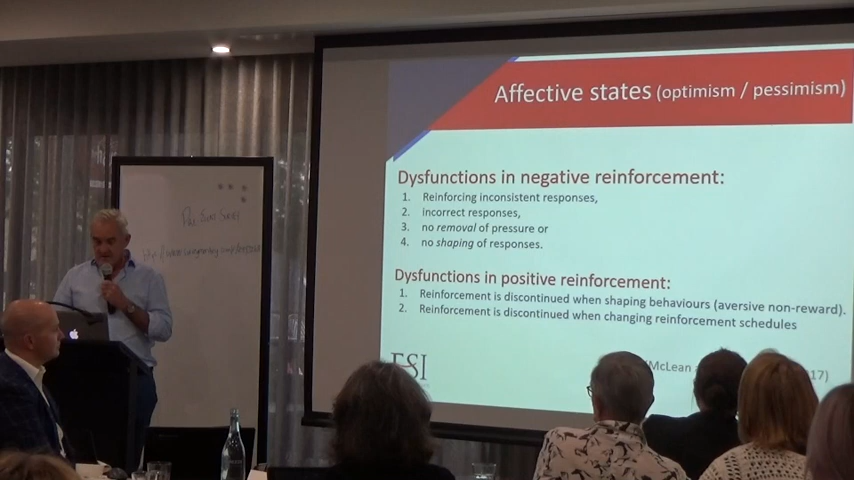 Affective states (optimism / pessimism)
Dysfunctions in negative reinforcement:
1. Reinforcing inconsistent responses,
2. incorrect responses,
3. no removal of pressure or
4. no shaping of responses.
Dysfunctions in positive reinforcement:
1. Reinforcement is discontinued when shaping behaviours (aversive non-reward).
2. Reinforcement is discontinued when changing reinforcement schedules
ESI
(McLean
17)